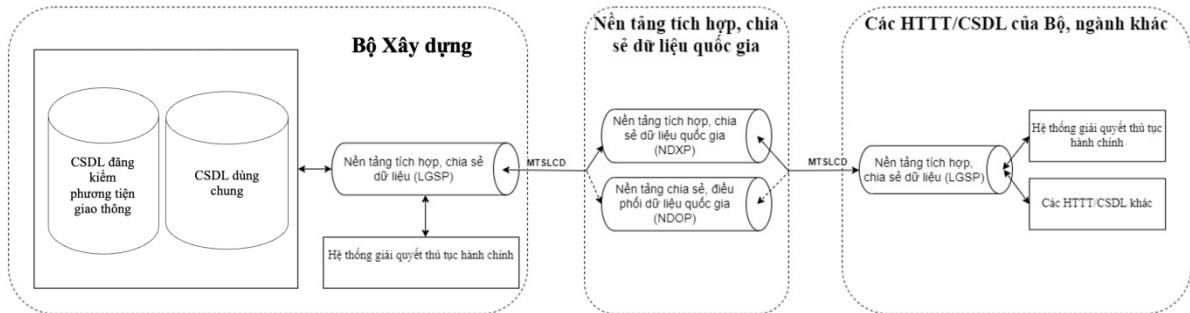 Bộ Xây dựng
CSDL đăng
kiểm
phương tiện
giao thông
CSDL dùng
chung
Nền tảng tích hợp, chia sẻ
dữ liệu (LGSP)
Hệ thống giải quyết thủ tục hành chính
MTSLCD
Nền tảng tích hợp, chia
sẻ dữ liệu quốc gia
Nền tảng tích hợp, chia
sẻ dữ liệu quốc gia
(NDXP)
Nền tảng chia sẻ, điều
phối dữ liệu quốc gia
(NDOP)
MTSLCD
Các HTTT/CSDL của Bộ, ngành khác
Nền tảng tích hợp,
chia sẻ dữ liệu (LGSP)
Hệ thống giải quyết thủ tục
hành chính
Các HTTT/CSDL khác